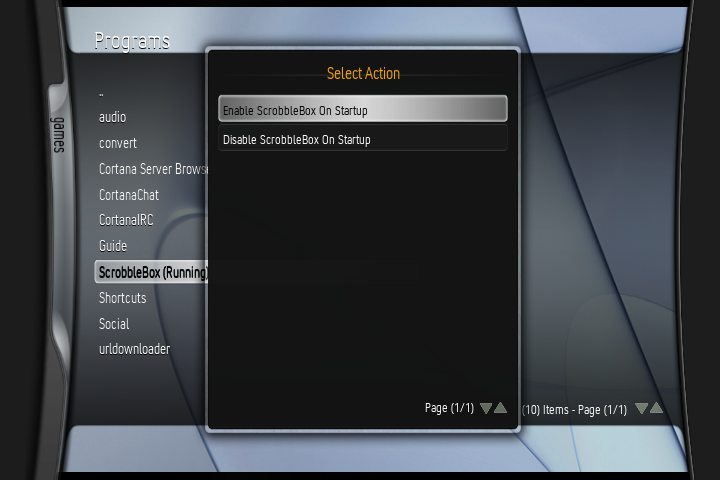 Programs
games
..
audio
convert
Cortana Server Browse
CortanaChat
CortanaIRC
Guide
ScrobbleBox (Running)
Shortcuts
Social
urldownloader
Select Action
Enable ScrobbleBox On Startup
Disable ScrobbleBox On Startup
Page (1/1)
(10) Items - Page (1/1)